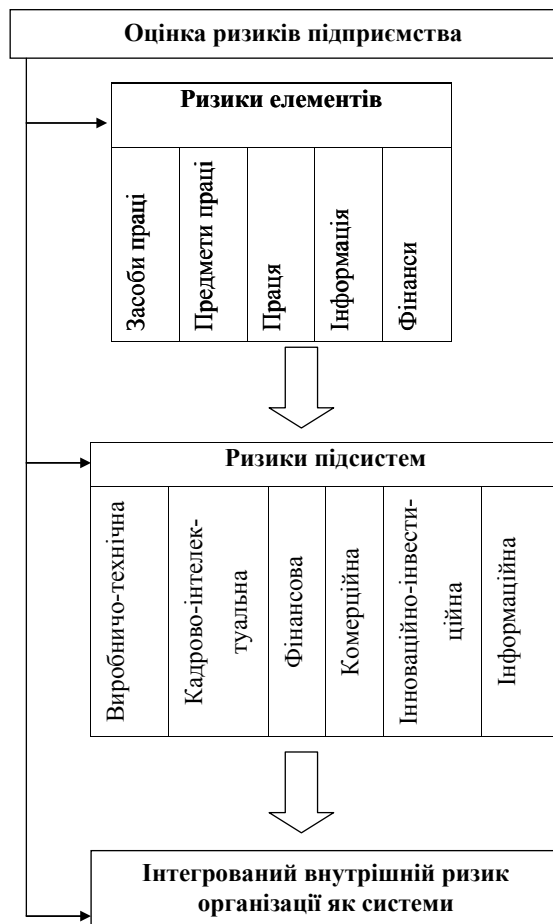 Оцінка ризиків підприємства
Ризики елементів
Засоби праці
Предмети праці
Праця
Інформація
Фінанси
Ризики підсистем
Виробничо-технічна
Кадрово-інтелек-
туальна
Фінансова
Комерційна
Інноваційно-інвести-
ційна
Інформаційна
Інтегрований внутрішній ризик
організації як системи